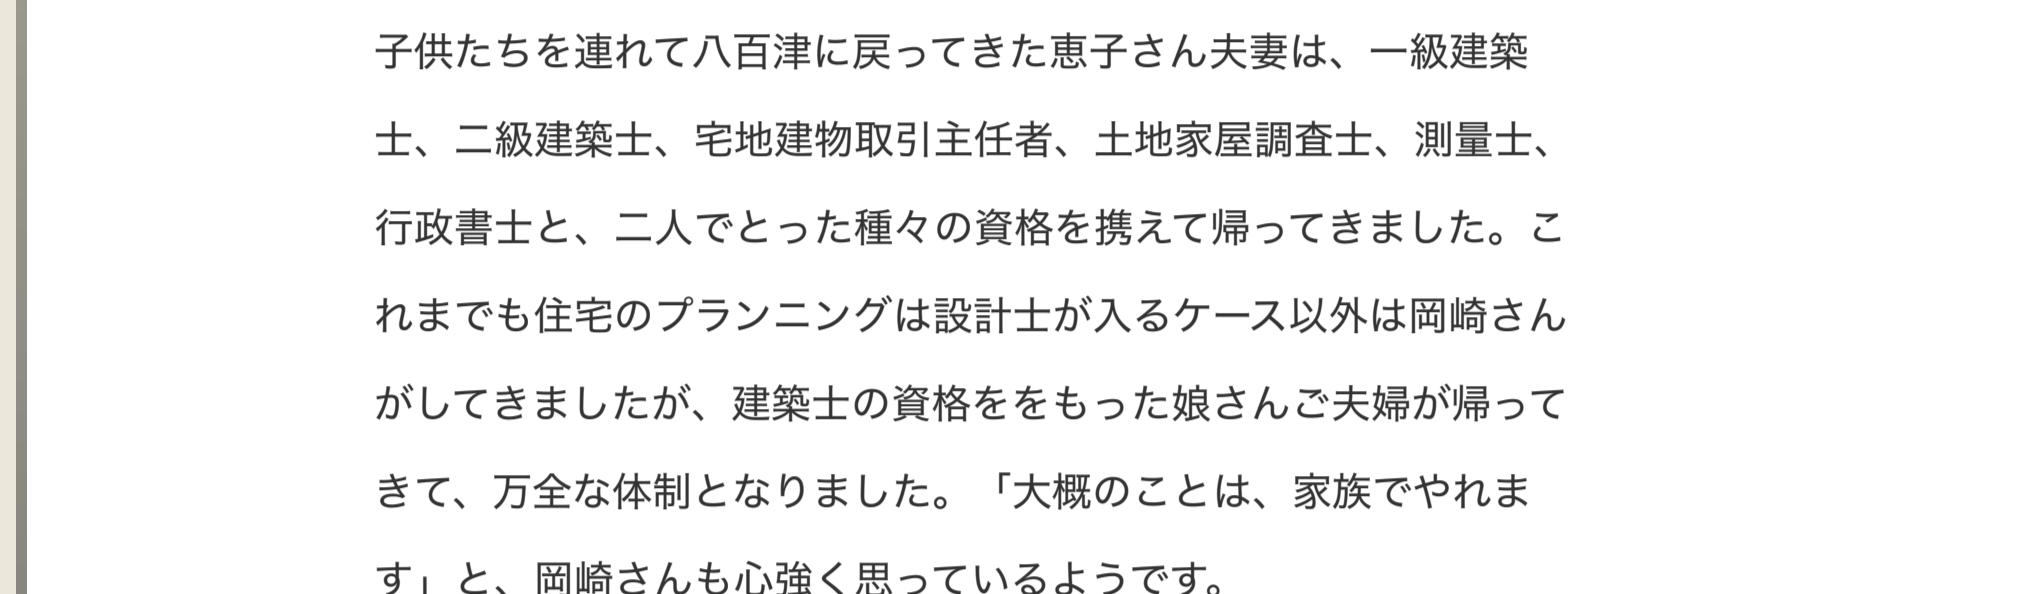 子供たちを連れて八百津に戻ってきた恵子さん夫妻は、一級建築
士、二級建築士、宅地建物取引主任者、土地家屋調査士、測量士、
行政書士と、二人でとった種々の資格を携えて帰ってきました。こ
れまでも住宅のプランニングは設計士が入るケース以外は岡崎さん
がしてきましたが、建築士の資格ををもった娘さんご夫婦が帰って
きて、万全な体制となりました。「大概のことは、家族でやれま
す」と、岡崎さんも心強く思っているようです。